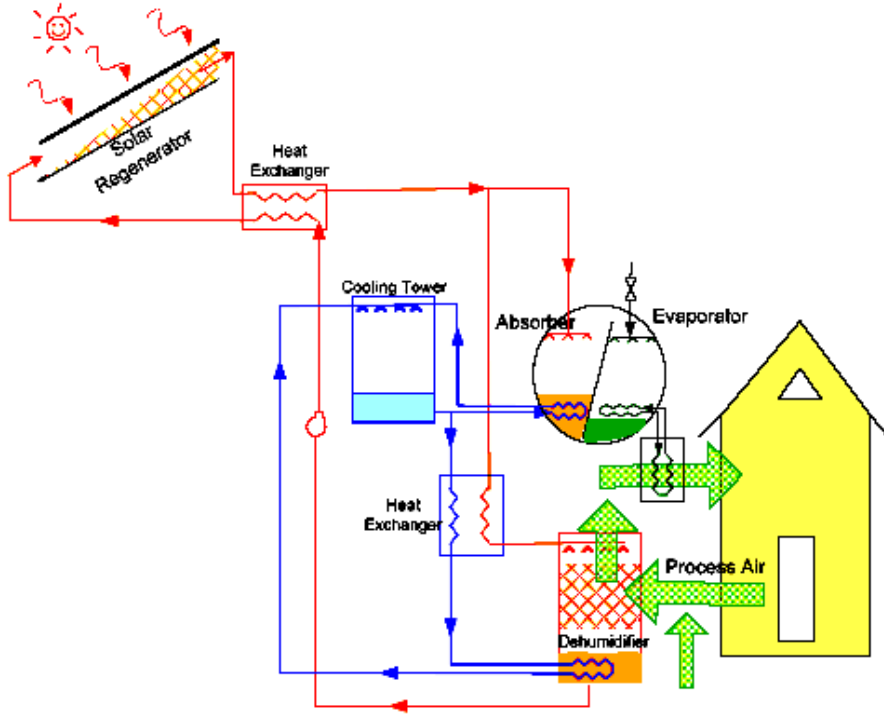 Solar
Regenerator
Heat
Exchanger
Cooling Tower
Absorber
Evaporator
Heat
Exchanger
Process Air
Dehumidifier